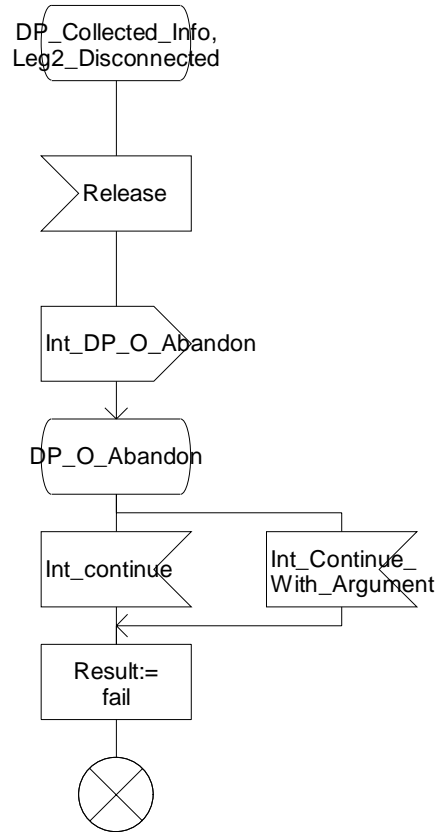 DP_Collected_Info,
Leg2_Disconnected
Release
Int_DP_O_Abandon
DP_O_Abandon
Int_continue
Int_Continue_
With_Argument
Result:=
fail